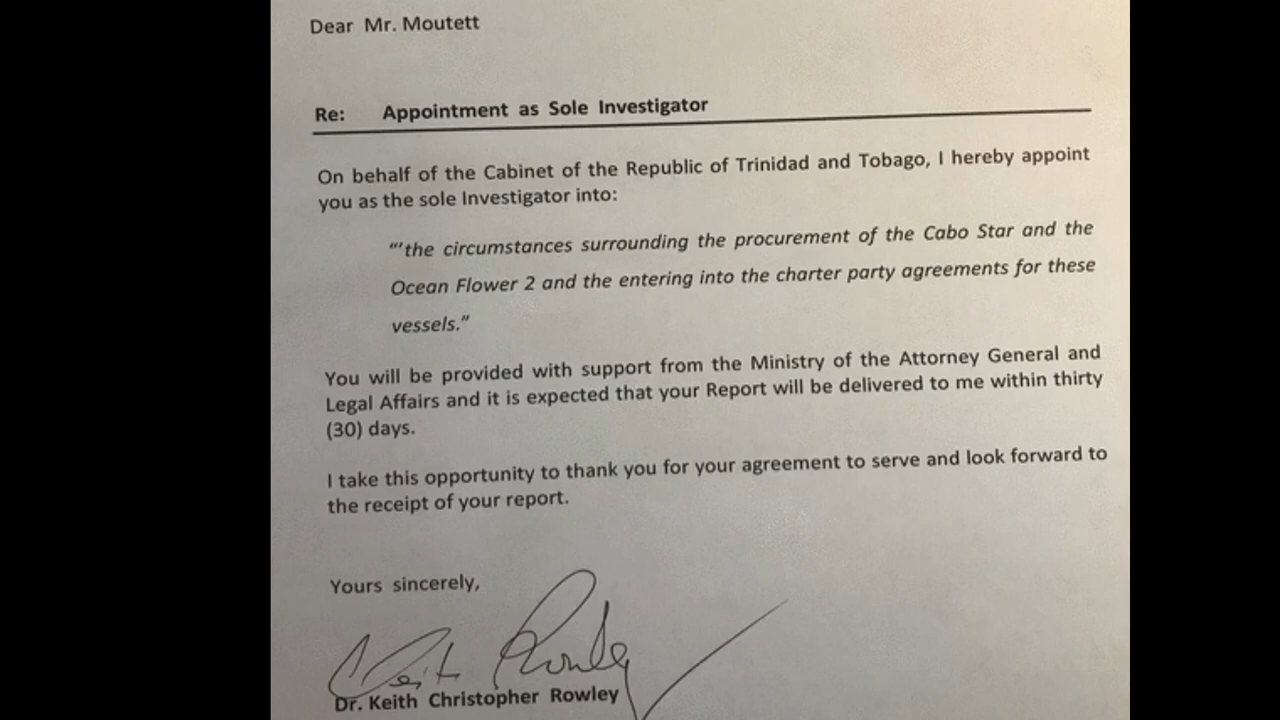 Dear Mr. Moutett
Re: Appointment as Sole Investigator
On behalf of the Cabinet of the Republic of Trinidad and Tobago, I hereby appoint
you as the sole Investigator into:
"'the circumstances surrounding the procurement of the Cabo Star and the
Ocean Flower 2 and the entering into the charter party agreements for these
vessels."
You will be provided with support from the Ministry of the Attorney General and
Legal Affairs and it is expected that your Report will be delivered to me within thirty
(30) days.
I take this opportunity to thank you for your agreement to serve and look forward to
the receipt of your report.
Yours sincerely,
Keith Rowley
Dr. Keith Christopher Rowley